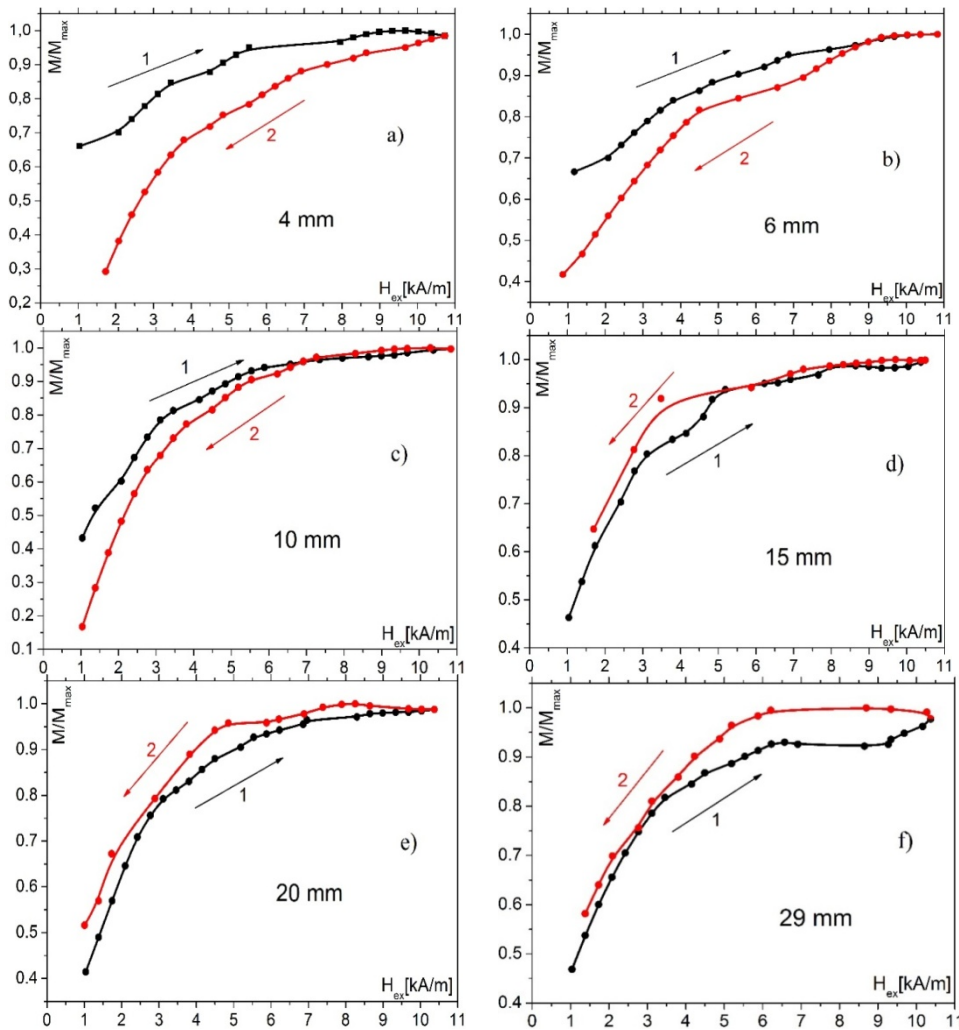 M/M_max
1,0
0,9
0,8
0,7
0,6
0,5
0,4
0,3
0,2
1
2
a)
4 mm
H_ex[kA/m]
0 1 2 3 4 5 6 7 8 9 10 11
M/M_max
1,0
0,9
0,8
0,7
0,6
0,5
0,4
1
2
b)
6 mm
H_ex[kA/m]
0 1 2 3 4 5 6 7 8 9 10 11
M/M_max
1.0
0.9
0.8
0.7
0.6
0.5
0.4
0.3
0.2
0.1
1
2
c)
10 mm
H_ex[kA/m]
0 1 2 3 4 5 6 7 8 9 10 11
M/M_max
1.0
0.9
0.8
0.7
0.6
0.5
0.4
2
1
d)
15 mm
H_ex[kA/m]
0 1 2 3 4 5 6 7 8 9 10 11
M/M_max
1.0
0.9
0.8
0.7
0.6
0.5
0.4
2
1
e)
20 mm
H_ex[kA/m]
0 1 2 3 4 5 6 7 8 9 10 11
M/M_max
1.0
0.9
0.8
0.7
0.6
0.5
0.4
2
1
f)
29 mm
H_ex[kA/m]
0 1 2 3 4 5 6 7 8 9 10 11